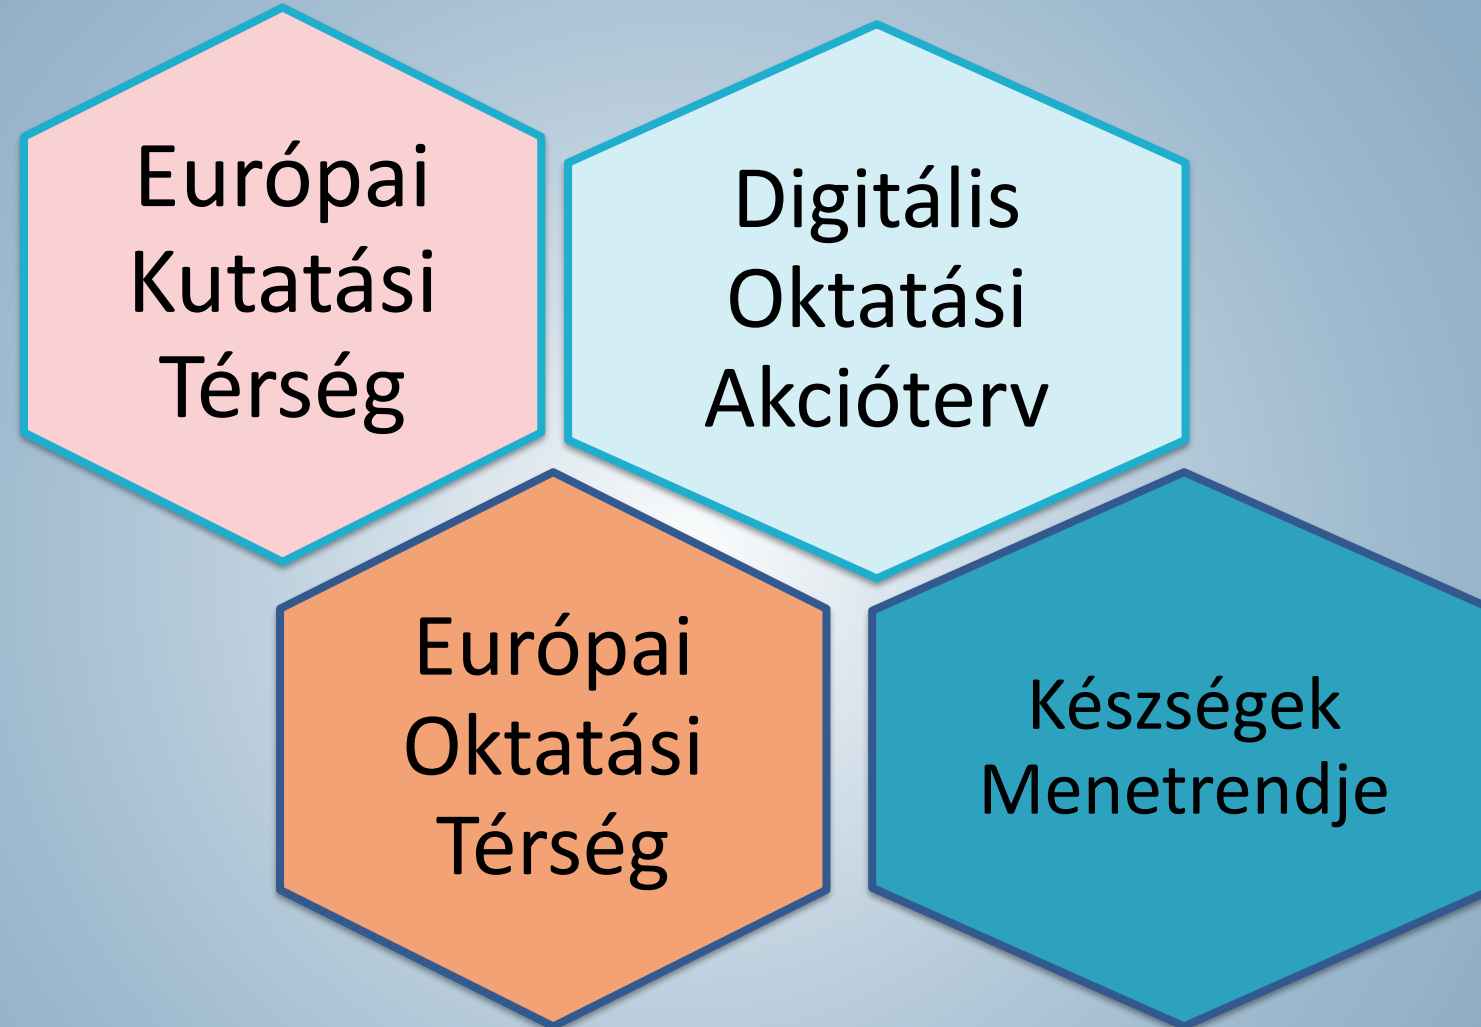 Európai
Kutatási
Térség
Digitális
Oktatási
Akcióterv
Európai
Oktatási
Térség
Készségek
Menetrendje